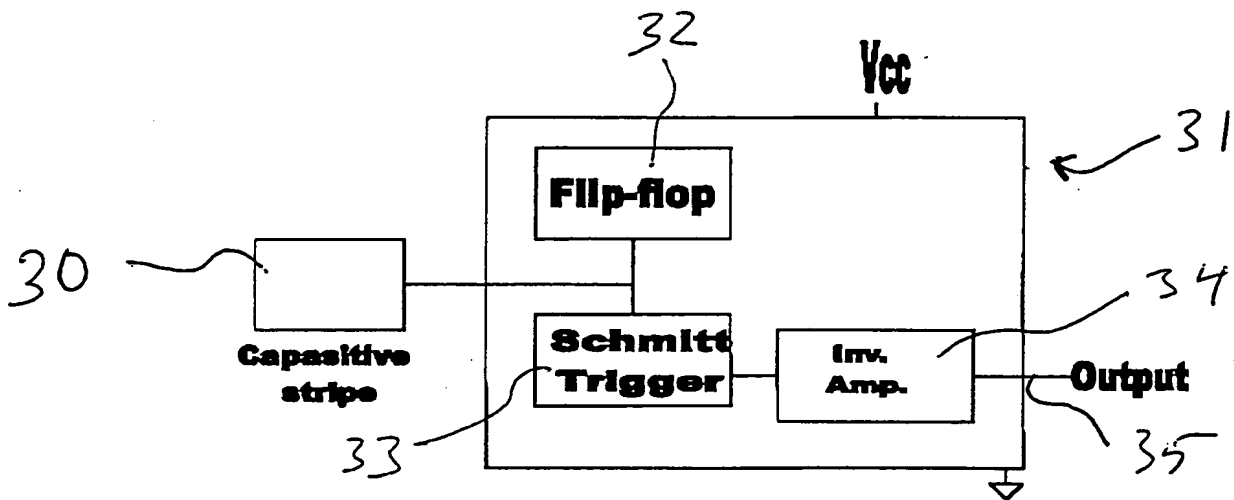 32
Vcc
31
Flip-flop
30
34
Schmitt
Trigger
Inv.
Amp.
Capasitive
stripe
Output
33
35